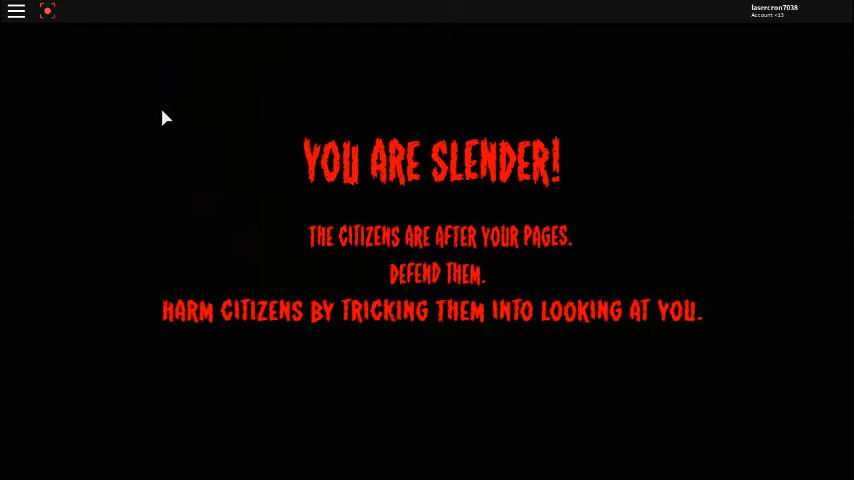 lasercron7038
Account <13
YOU ARE SLENDER!
THE CITIZENS ARE AFTER YOUR PAGES.
DEFEND THEM.
HARM CITIZENS BY TRICKING THEM INTO LOOKING AT YOU.